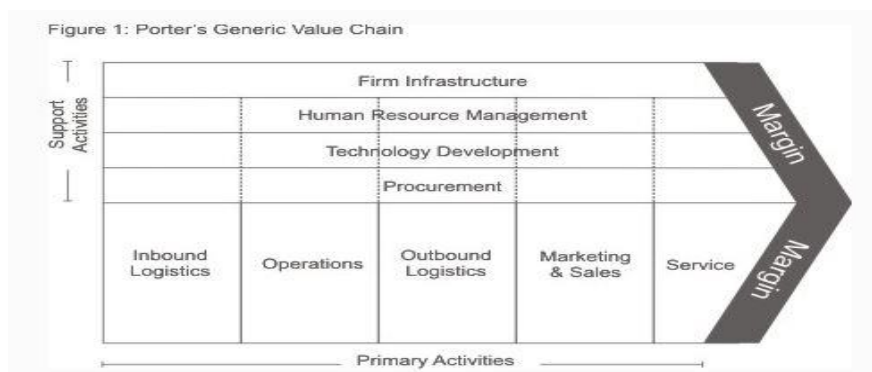 Figure 1: Porter's Generic Value Chain
Support
Activities
Firm Infrastructure
Human Resource Management
Technology Development
Procurement
Inbound
Logistics
Operations
Outbound
Logistics
Marketing
& Sales
Service
Margin
Margin
Primary Activities